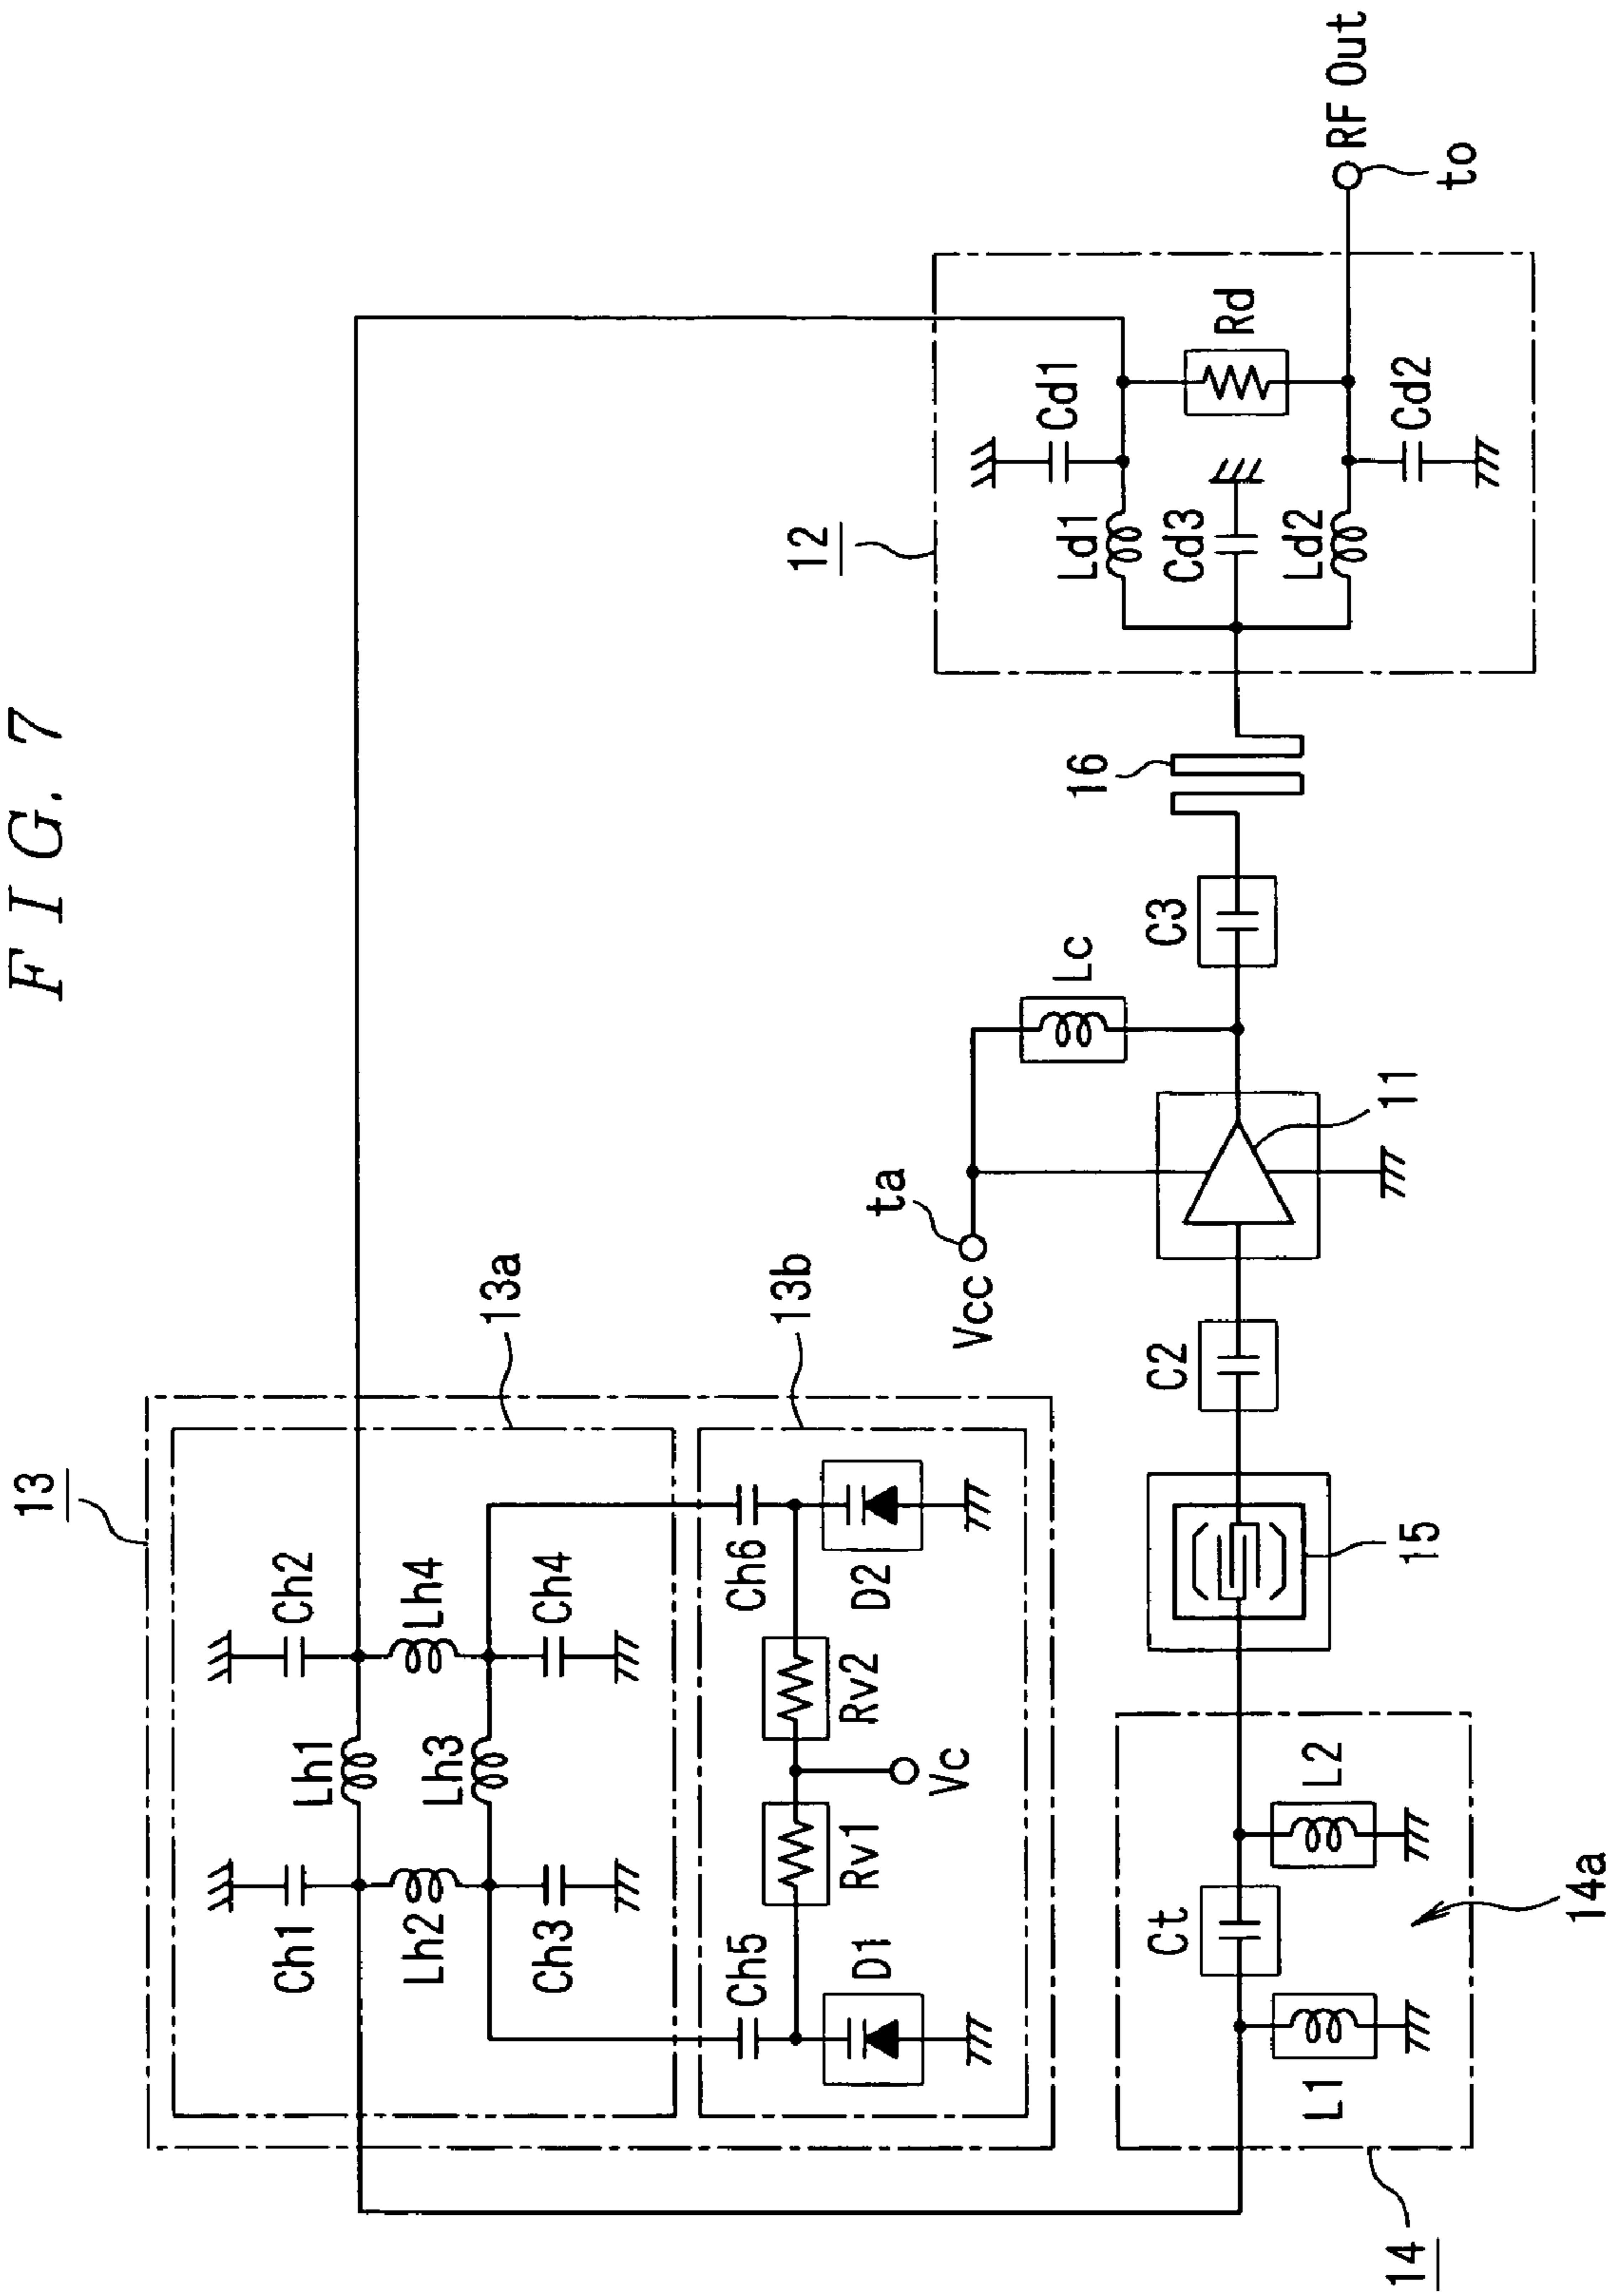 FIG. 7
13
13a
Ch1
Ch2
Lh1
Lh2
Lh4
Lh3
Ch3
Ch4
13b
Ch5
Ch6
Rv1
Rv2
D1
D2
Vc
12
Cd1
Ld1
Rd
Cd3
Ld2
Cd2
RF Out
to
ta
Vcc
Lc
16
C3
C2
11
15
Ct
L1
L2
14a
14